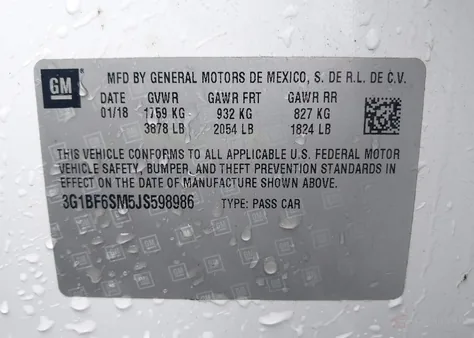 GM
MFD BY GENERAL MOTORS DE MEXICO, S. DE R.L. DE C.V.
DATE GVWR GAWR FRT GAWR RR
01/18 1759 KG 932 KG 827 KG
3878 LB 2054 LB 1824 LB
THIS VEHICLE CONFORMS TO ALL APPLICABLE U.S. FEDERAL MOTOR
VEHICLE SAFETY, BUMPER, AND THEFT PREVENTION STANDARDS
IN EFFECT ON THE DATE OF MANUFACTURE SHOWN ABOVE.
3G1BF6SM5JS598986 TYPE: PASS CAR